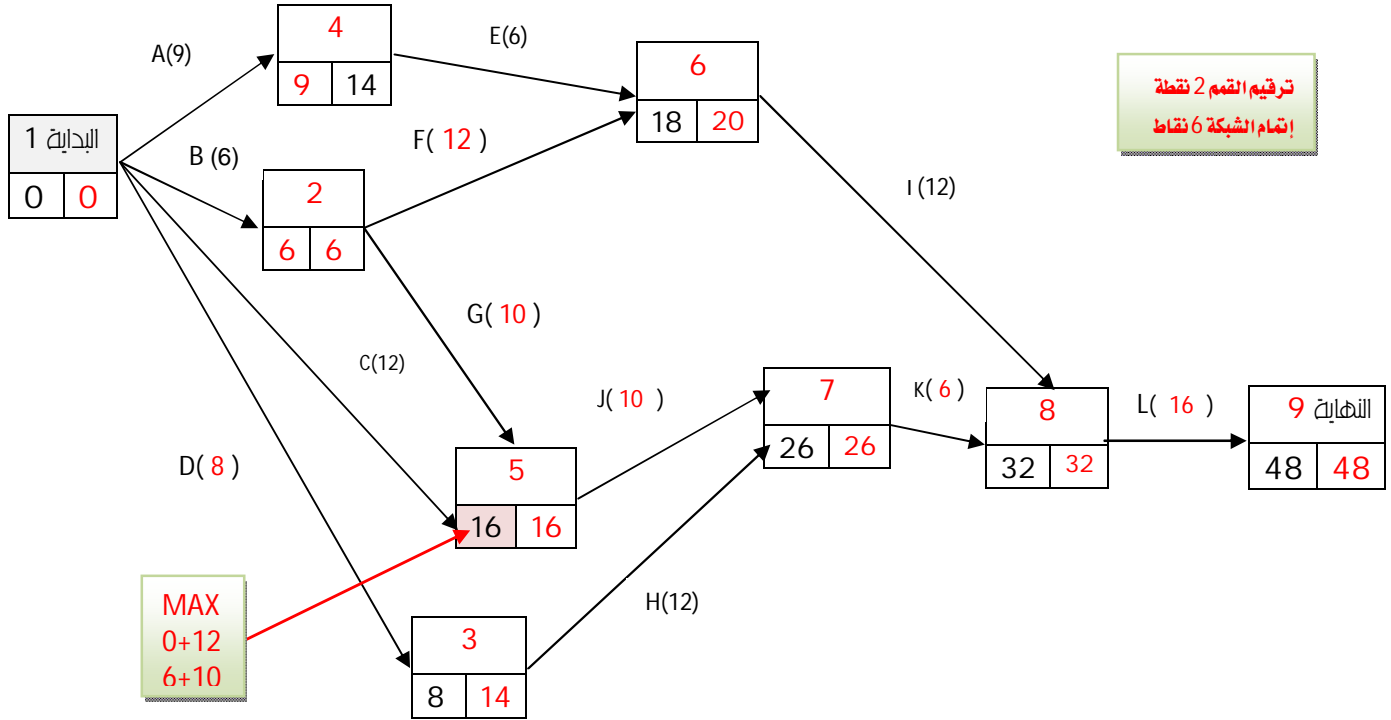 4
9 14
A(9)
E(6)
6
18 20
ترقيم القمم 2 نقطة
إتمام الشبكة 6 نقاط
البداية 1
0 0
B (6)
F( 12 )
2
6 6
I (12)
G( 10 )
C(12)
J( 10 )
7
26 26
K( 6 )
8
32 32
L( 16 )
النهاية 9
48 48
D( 8 )
5
16 16
MAX
0+12
6+10
H(12)
3
8 14